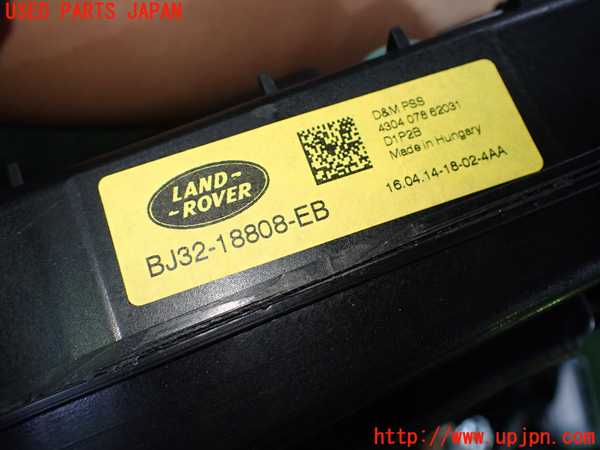 USED PARTS JAPAN
D&M PSS
4304 078 62031
D1P2B
Made in Hungary
16.04.14-18-02-4AA
LAND-
-ROVER
BJ32-18808-EB
http://www.upjpn.com/